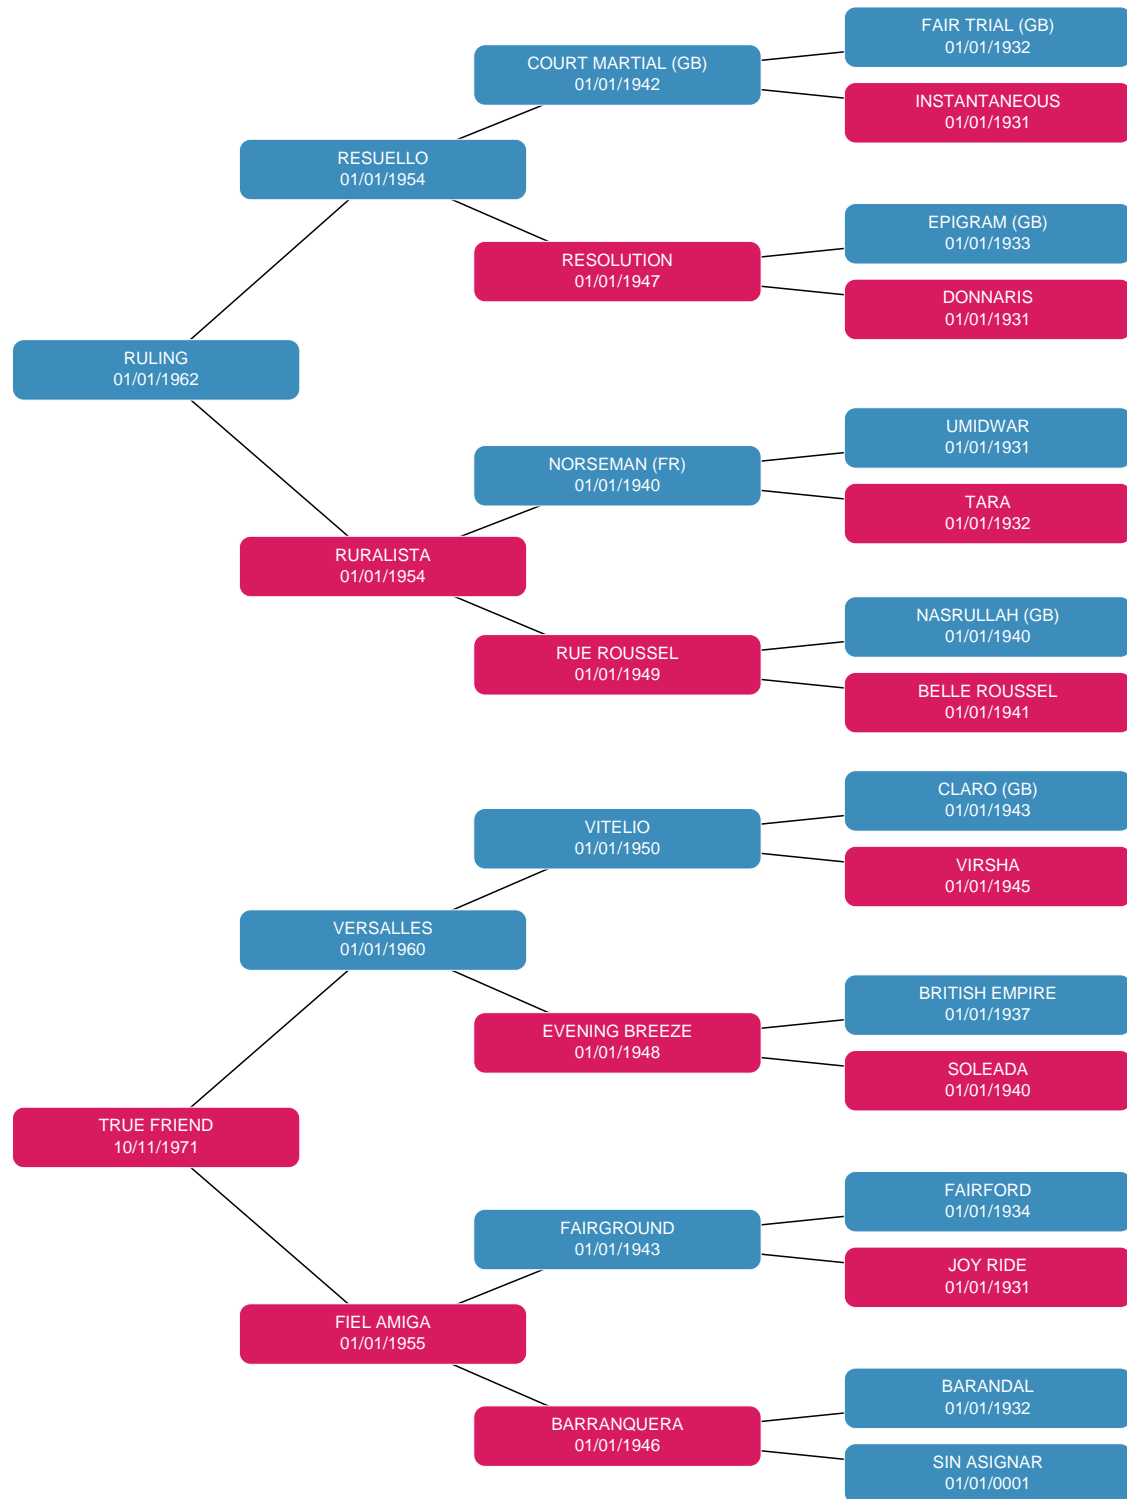 FAIR TRIAL (GB)
01/01/1932
COURT MARTIAL (GB)
01/01/1942
INSTANTANEOUS
01/01/1931
RESUELLO
01/01/1954
EPIGRAM (GB)
01/01/1933
RESOLUTION
01/01/1947
DONNARIS
01/01/1931
RULING
01/01/1962
UMIDWAR
01/01/1931
NORSEMAN (FR)
01/01/1940
TARA
01/01/1932
RURALISTA
01/01/1954
NASRULLAH (GB)
01/01/1940
RUE ROUSSEL
01/01/1949
BELLE ROUSSEL
01/01/1941
CLARO (GB)
01/01/1943
VITELIO
01/01/1950
VIRSHA
01/01/1945
VERSALLES
01/01/1960
BRITISH EMPIRE
01/01/1937
EVENING BREEZE
01/01/1948
SOLEADA
01/01/1940
TRUE FRIEND
10/11/1971
FAIRFORD
01/01/1934
FAIRGROUND
01/01/1943
JOY RIDE
01/01/1931
FIEL AMIGA
01/01/1955
BARANDAL
01/01/1932
BARRANQUERA
01/01/1946
SIN ASIGNAR
01/01/0001